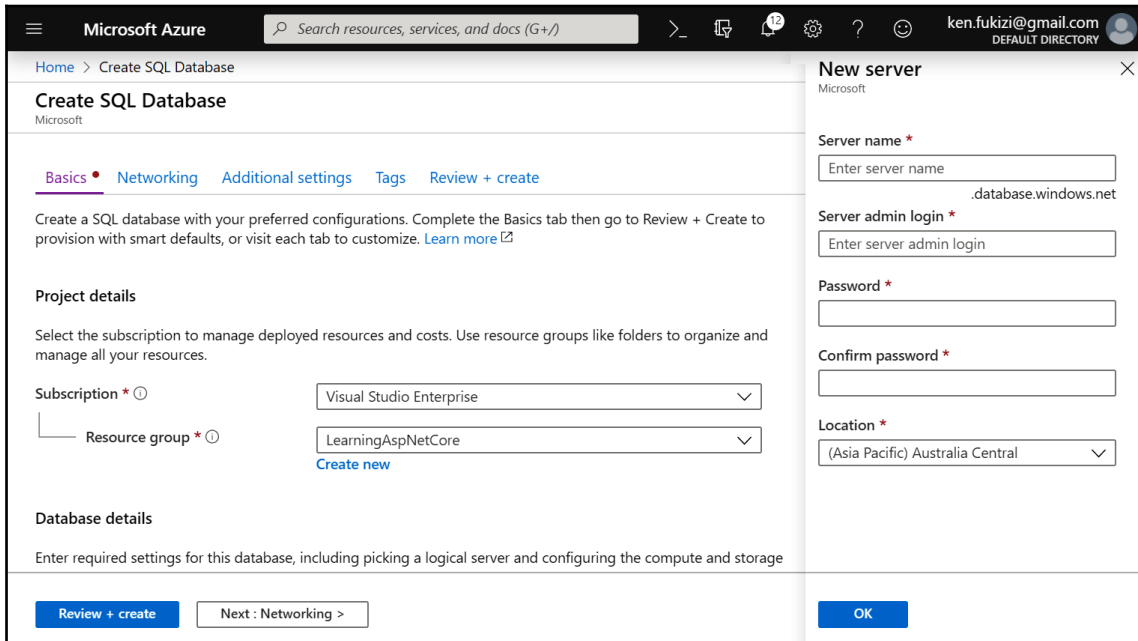 Microsoft Azure
Search resources, services, and docs (G+/)
12
ken.fukizi@gmail.com
DEFAULT DIRECTORY
Home > Create SQL Database
Create SQL Database
Microsoft
Basics Networking Additional settings Tags Review + create
Create a SQL database with your preferred configurations. Complete the Basics tab then go to Review + Create to
provision with smart defaults, or visit each tab to customize. Learn more
Project details
Select the subscription to manage deployed resources and costs. Use resource groups like folders to organize and
manage all your resources.
Subscription *
Visual Studio Enterprise
Resource group *
LearningAspNetCore
Create new
Database details
Enter required settings for this database, including picking a logical server and configuring the compute and storage
Review + create
Next : Networking >
New server
Microsoft
Server name *
Enter server name
.database.windows.net
Server admin login *
Enter server admin login
Password *
Confirm password *
Location *
(Asia Pacific) Australia Central
OK